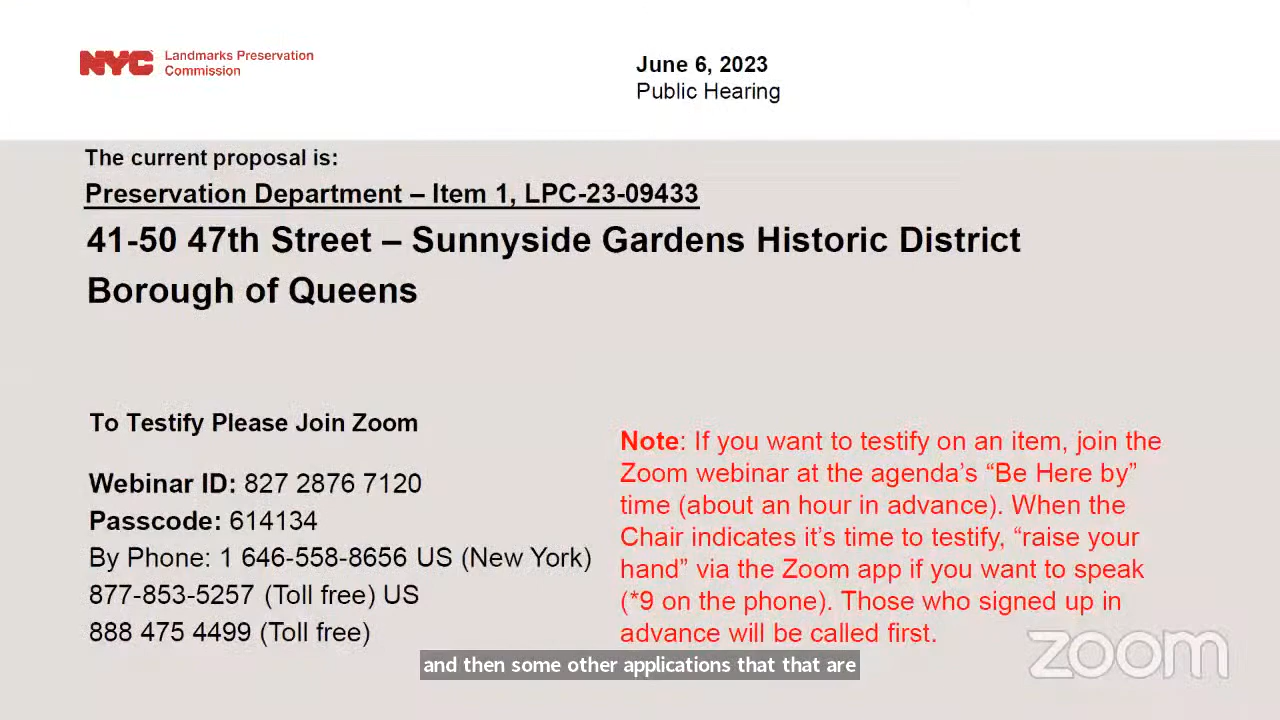 NYC Landmarks Preservation
Commission
June 6, 2023
Public Hearing
The current proposal is:
Preservation Department – Item 1, LPC-23-09433
41-50 47th Street – Sunnyside Gardens Historic District
Borough of Queens
To Testify Please Join Zoom
Webinar ID: 827 2876 7120
Passcode: 614134
By Phone: 1 646-558-8656 US (New York)
877-853-5257 (Toll free) US
888 475 4499 (Toll free)
Note: If you want to testify on an item, join the
Zoom webinar at the agenda’s “Be Here by”
time (about an hour in advance). When the
Chair indicates it’s time to testify, “raise your
hand” via the Zoom app if you want to speak
(*9 on the phone). Those who signed up in
advance will be called first.
zoom
and then some other applications that that are